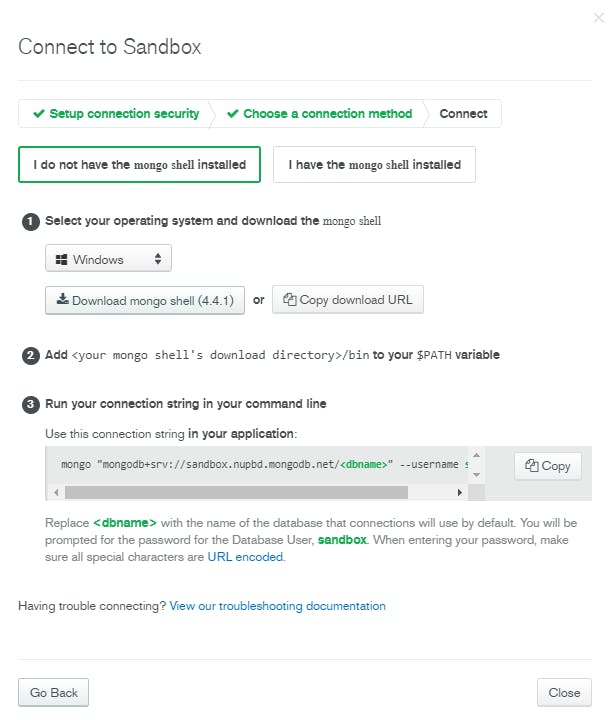 Connect to Sandbox
Setup connection security
Choose a connection method
Connect
I do not have the mongo shell installed
I have the mongo shell installed
1 Select your operating system and download the mongo shell
Windows
Download mongo shell (4.4.1) or Copy download URL
2 Add <your mongo shell's download directory>/bin to your $PATH variable
3 Run your connection string in your command line
Use this connection string in your application:
mongo "mongodb+srv://sandbox.nupbd.mongodb.net/<dbname>" --username s
Copy
Replace <dbname> with the name of the database that connections will use by default. You will be
prompted for the password for the Database User, sandbox. When entering your password, make
sure all special characters are URL encoded.
Having trouble connecting? View our troubleshooting documentation
Go Back
Close